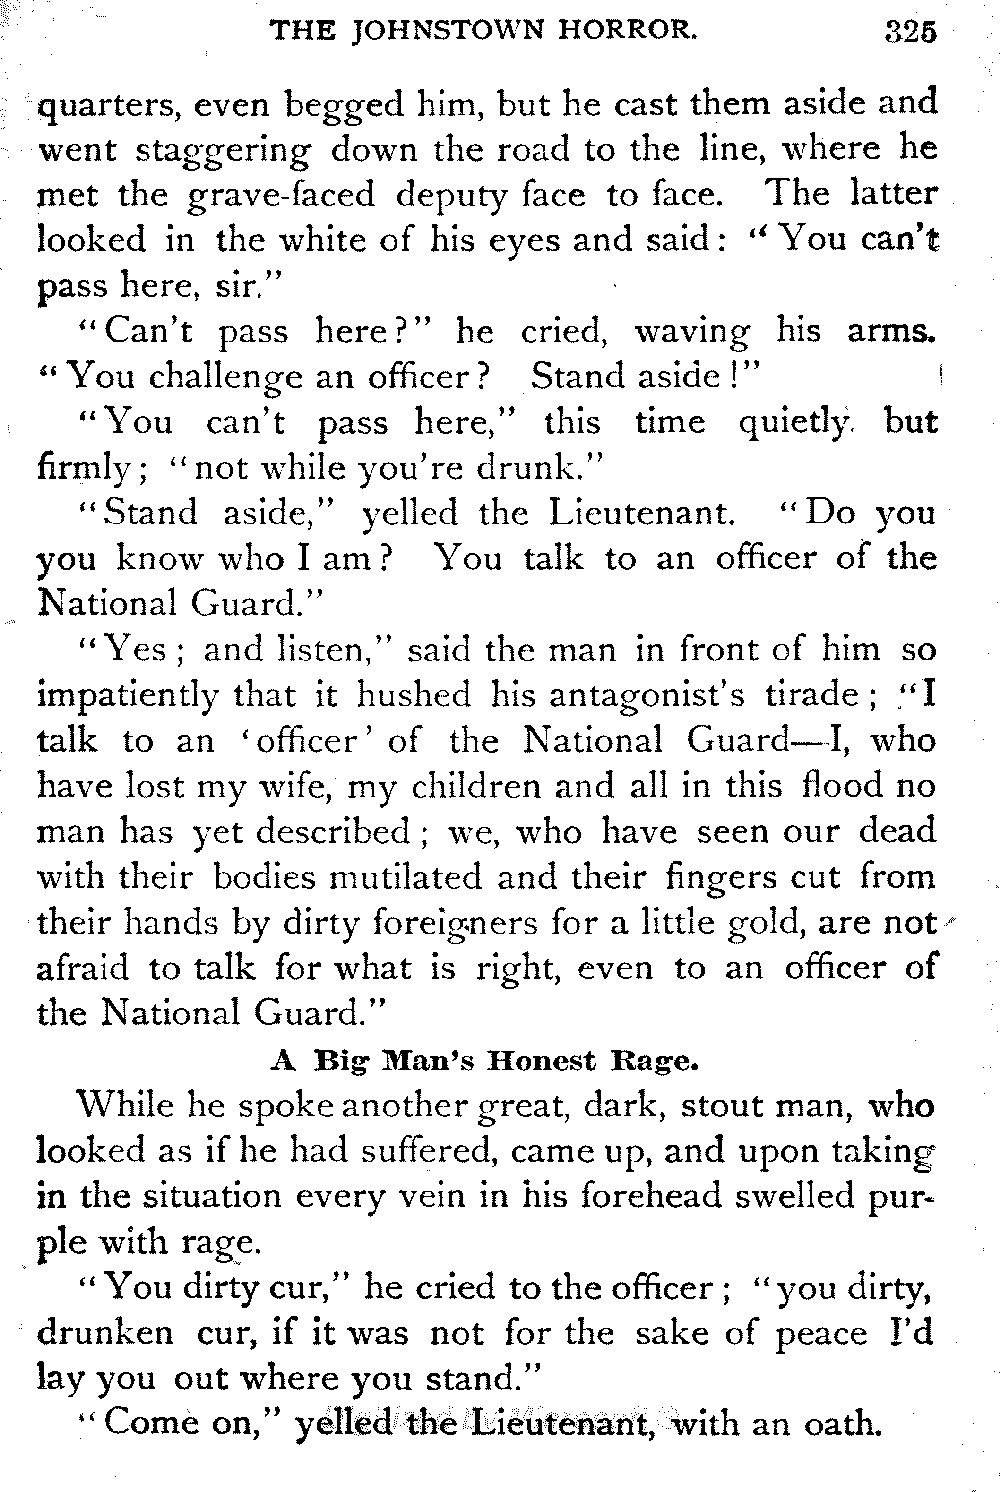 THE JOHNSTOWN HORROR. 325
quarters, even begged him, but he cast them aside and
went staggering down the road to the line, where he
met the grave-faced deputy face to face. The latter
looked in the white of his eyes and said: “You can’t
pass here, sir.”
“Can’t pass here?” he cried, waving his arms.
“You challenge an officer? Stand aside!”
“You can’t pass here,” this time quietly but
firmly; “not while you’re drunk.”
“Stand aside,” yelled the Lieutenant. “Do you
you know who I am? You talk to an officer of the
National Guard.”
“Yes; and listen,” said the man in front of him so
impatiently that it hushed his antagonist’s tirade; “I
talk to an ‘officer’ of the National Guard—I, who
have lost my wife, my children and all in this flood no
man has yet described; we, who have seen our dead
with their bodies mutilated and their fingers cut from
their hands by dirty foreigners for a little gold, are not
afraid to talk for what is right, even to an officer of
the National Guard.”
A Big Man’s Honest Rage.
While he spoke another great, dark, stout man, who
looked as if he had suffered, came up, and upon taking
in the situation every vein in his forehead swelled pur-
ple with rage.
“You dirty cur,” he cried to the officer; “you dirty,
drunken cur, if it was not for the sake of peace I’d
lay you out where you stand.”
“Come on,” yelled the Lieutenant, with an oath.